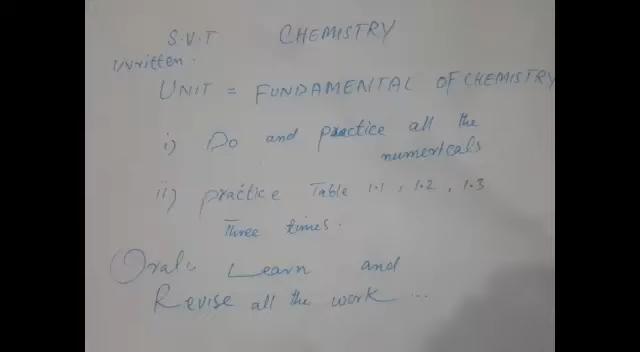 S.V.T CHEMISTRY
Written.
UNIT = FUNDAMENTAL OF CHEMISTRY
i) Do and practice all the
numericals
ii) practice Table 1.1, 1.2, 1.3
Three times.
Oral: Learn and
Revise all the work ...